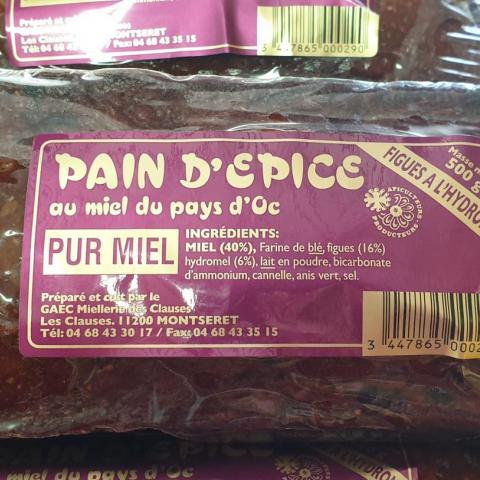 Préparé et
Les Clauses. MONTSERET
Tél: 04 68 43 30 17 / Fax: 04 68 43 35 15
3 447865 000290
PAIN D'EPICE
au miel du pays d'Oc
FIGUES A L'HYDRO
Masse n
500 g
APICULTEURS
PRODUCTEURS
PUR MIEL
INGRÉDIENTS:
MIEL (40%), Farine de blé, figues (16%)
hydromel (6%), lait en poudre, bicarbonate
d'ammonium, cannelle, anis vert, sel.
Préparé et cuit par le
GAEC Miellerie des Clauses
Les Clauses. 11200 MONTSERET
Tél: 04 68 43 30 17 / Fax: 04 68 43 35 15
3 447865 0002
PAIN D'EPICE
miel du pays d'Oc